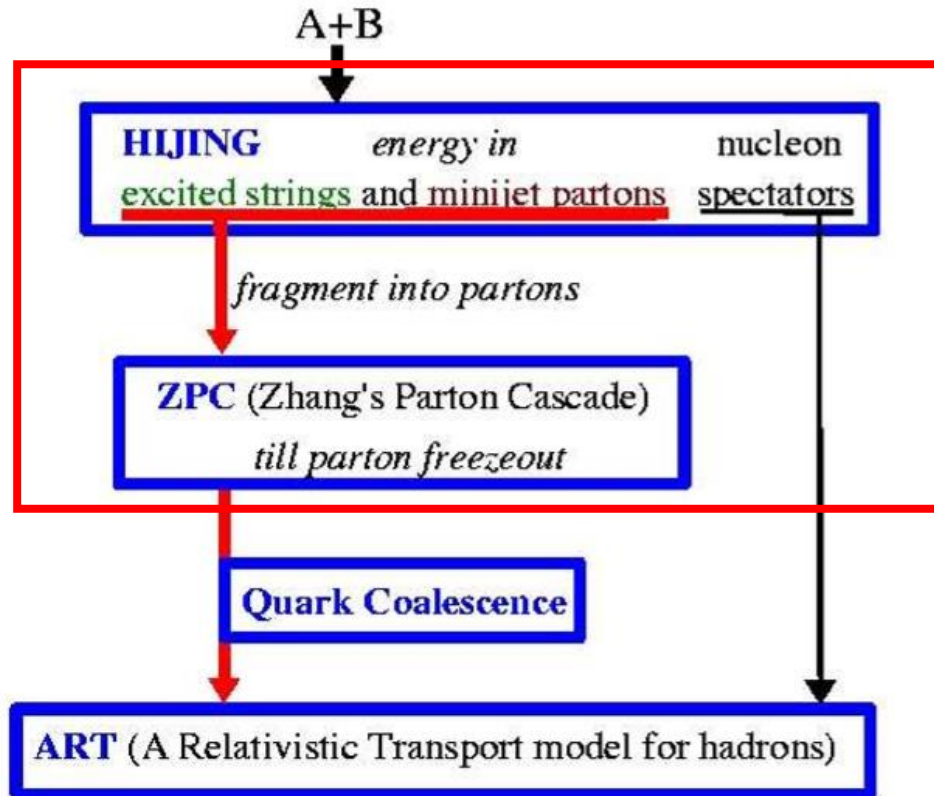 A+B
HIJING energy in nucleon
excited strings and minijet partons spectators
fragment into partons
ZPC (Zhang's Parton Cascade)
till parton freezeout
Quark Coalescence
ART (A Relativistic Transport model for hadrons)